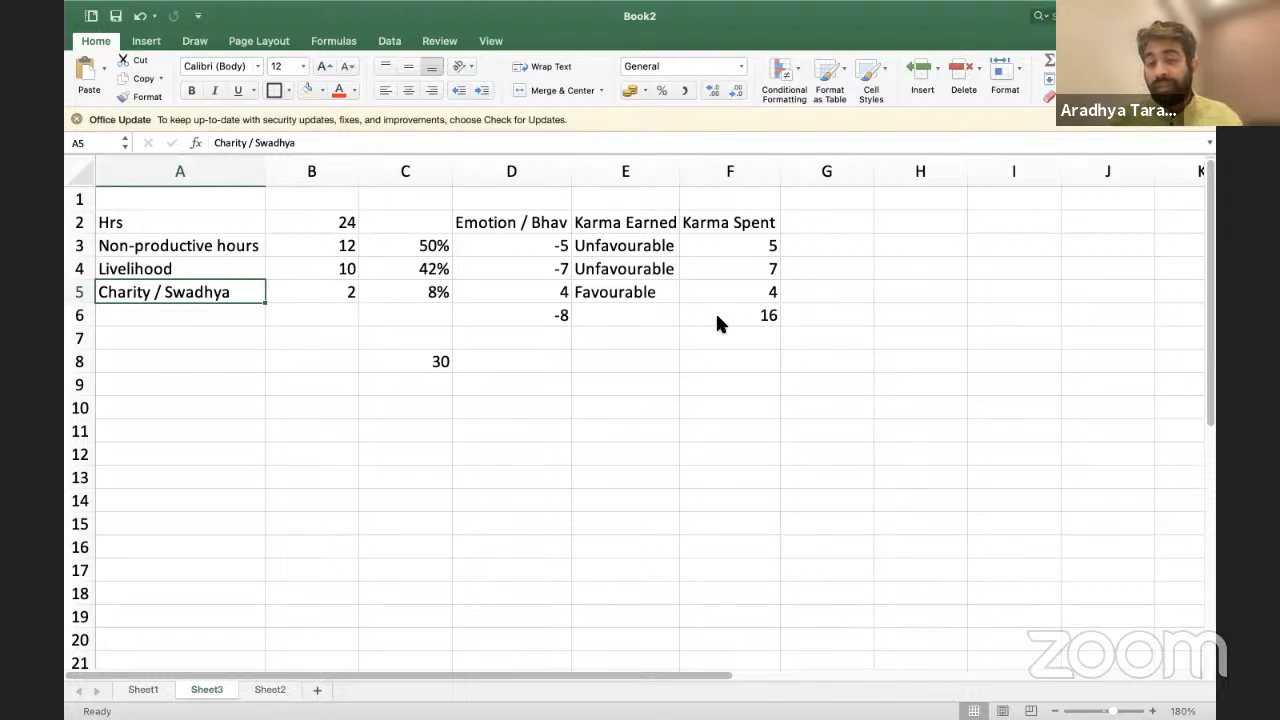 Book2
Home Insert Draw Page Layout Formulas Data Review View
Paste
Cut
Copy
Format
Calibri (Body) 12
B I U A
Wrap Text
Merge & Center
General
Conditional Formatting
Format as Table
Cell Styles
Insert Delete Format
Aradhya Tara...
Office Update To keep up-to-date with security updates, fixes, and improvements, choose Check for Updates.
A5 fx Charity / Swadhya
A B C D E F G H I J K
1
2 Hrs 24 Emotion / Bhav Karma Earned Karma Spent
3 Non-productive hours 12 50% -5 Unfavourable 5
4 Livelihood 10 42% -7 Unfavourable 7
5 Charity / Swadhya 2 8% 4 Favourable 4
6 -8 16
7
8 30
9
10
11
12
13
14
15
16
17
18
19
20
21
zoom
Sheet1 Sheet3 Sheet2 +
Ready 180%